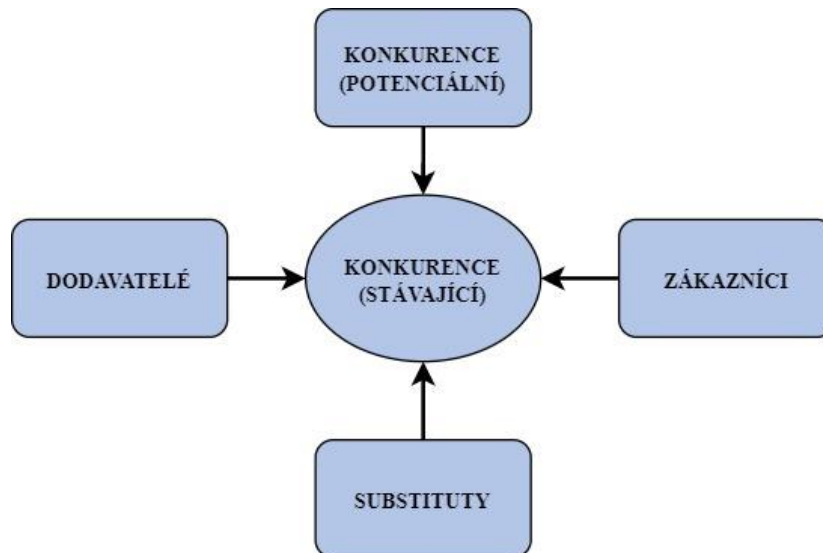 KONKURENCE
(POTENCIÁLNÍ)
DODAVATELÉ
KONKURENCE
(STÁVAJÍCÍ)
ZÁKAZNÍCI
SUBSTITUTY